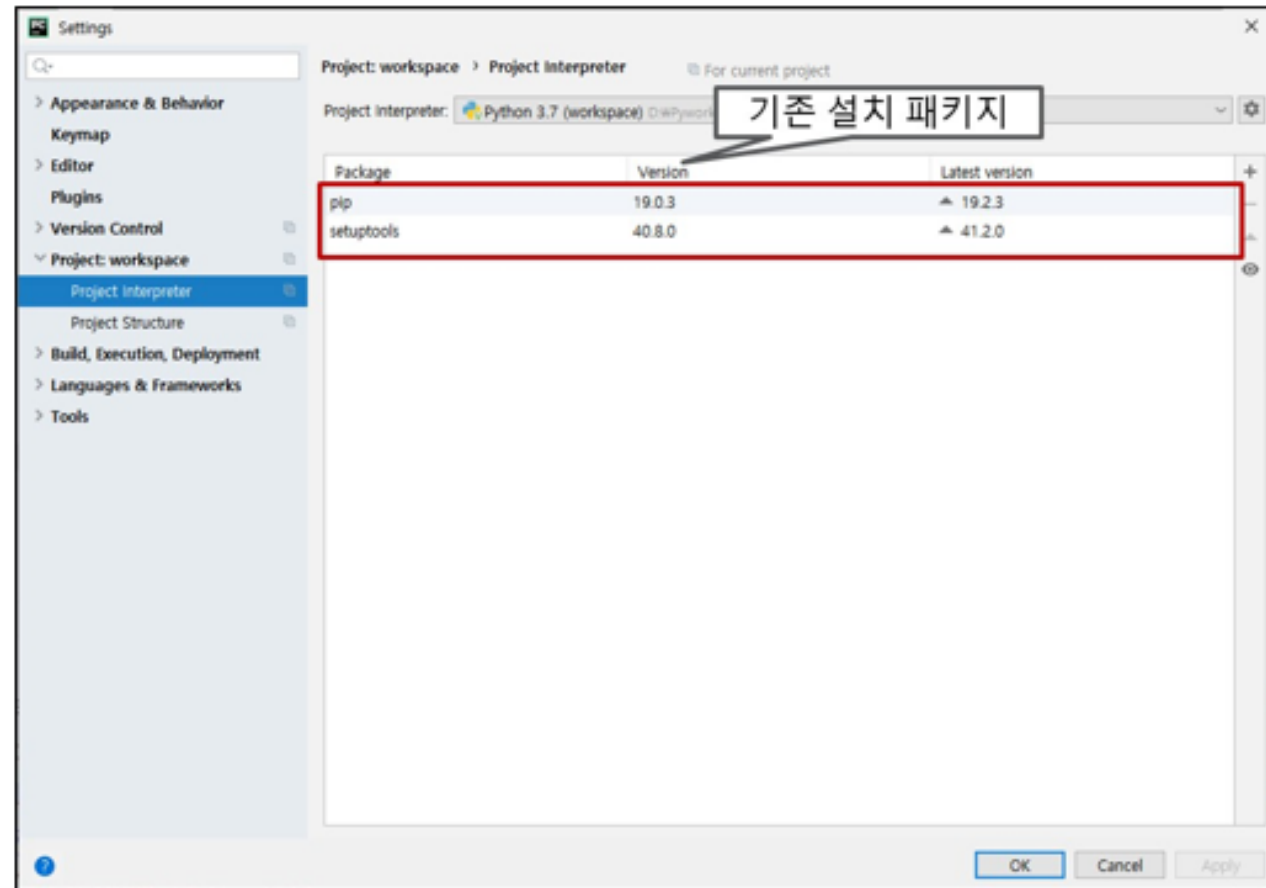 Settings
Project: workspace > Project Interpreter For current project
Appearance & Behavior
Keymap
Editor
Plugins
Version Control
Project: workspace
Project Interpreter
Project Structure
Build, Execution, Deployment
Languages & Frameworks
Tools
Project Interpreter: Python 3.7 (workspace)
기존 설치 패키지
Package Version Latest version
pip 19.0.3 19.2.3
setuptools 40.8.0 41.2.0
OK Cancel Apply